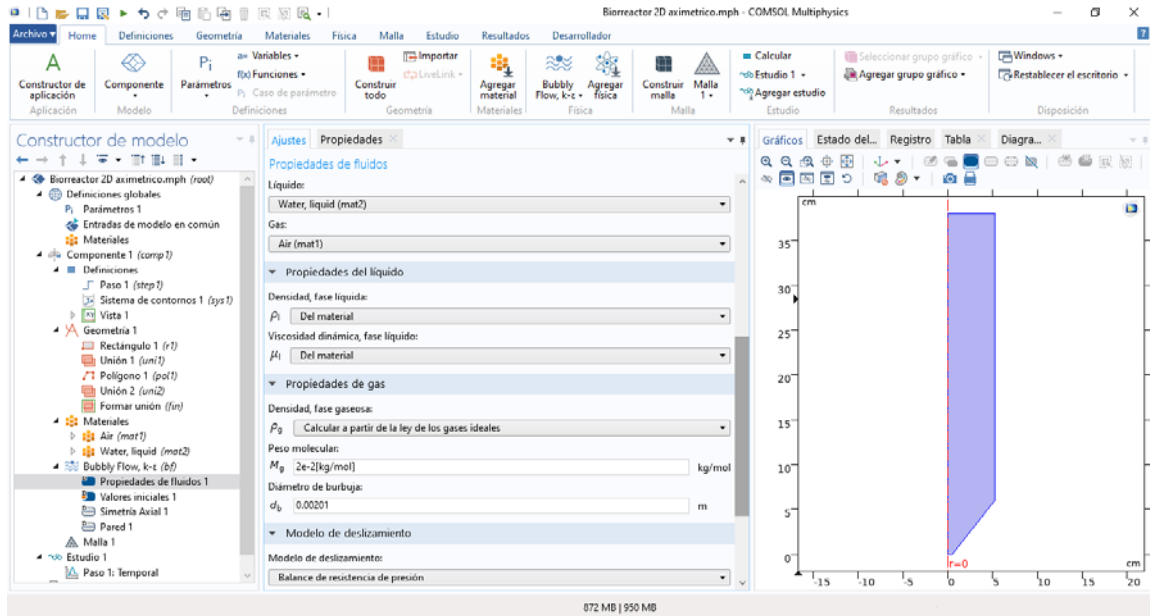 Biorreactor 2D aximetrico.mph - COMSOL Multiphysics
Archivo Home Definiciones Geometría Materiales Física Malla Estudio Resultados Desarrollador
Constructor de aplicación
Aplicación
Componente
Modelo
Pi
Parámetros
a= Variables
f(x) Funciones
Pi Caso de parámetro
Definiciones
Construir todo
Importar
LiveLink
Geometría
Agregar material
Materiales
Bubbly Flow, k-ε
Agregar física
Física
Construir malla
Malla 1
Malla
Calcular
Estudio 1
Agregar estudio
Estudio
Seleccionar grupo gráfico
Agregar grupo gráfico
Resultados
Windows
Restablecer el escritorio
Disposición
Constructor de modelo
Biorreactor 2D aximetrico.mph (root)
Definiciones globales
Pi Parámetros 1
Entradas de modelo en común
Materiales
Componente 1 (comp1)
Definiciones
Paso 1 (step1)
Sistema de contornos 1 (sys1)
Vista 1
Geometría 1
Rectángulo 1 (r1)
Unión 1 (uni1)
Polígono 1 (pol1)
Unión 2 (uni2)
Formar unión (fin)
Materiales
Air (mat1)
Water, liquid (mat2)
Bubbly Flow, k-ε (bf)
Propiedades de fluidos 1
Valores iniciales 1
Simetría Axial 1
Pared 1
Malla 1
Estudio 1
Paso 1: Temporal
Ajustes Propiedades
Propiedades de fluidos
Líquido:
Water, liquid (mat2)
Gas:
Air (mat1)
Propiedades del líquido
Densidad, fase líquida:
ρl Del material
Viscosidad dinámica, fase líquido:
μl Del material
Propiedades de gas
Densidad, fase gaseosa:
ρg Calcular a partir de la ley de los gases ideales
Peso molecular:
Mg 2e-2[kg/mol] kg/mol
Diámetro de burbuja:
db 0.00201 m
Modelo de deslizamiento
Modelo de deslizamiento:
Balance de resistencia de presión
Gráficos Estado del... Registro Tabla Diagra...
cm
35
30
25
20
15
10
5
0
r=0
cm
-15 -10 -5 0 5 10 15 20
872 MB | 950 MB